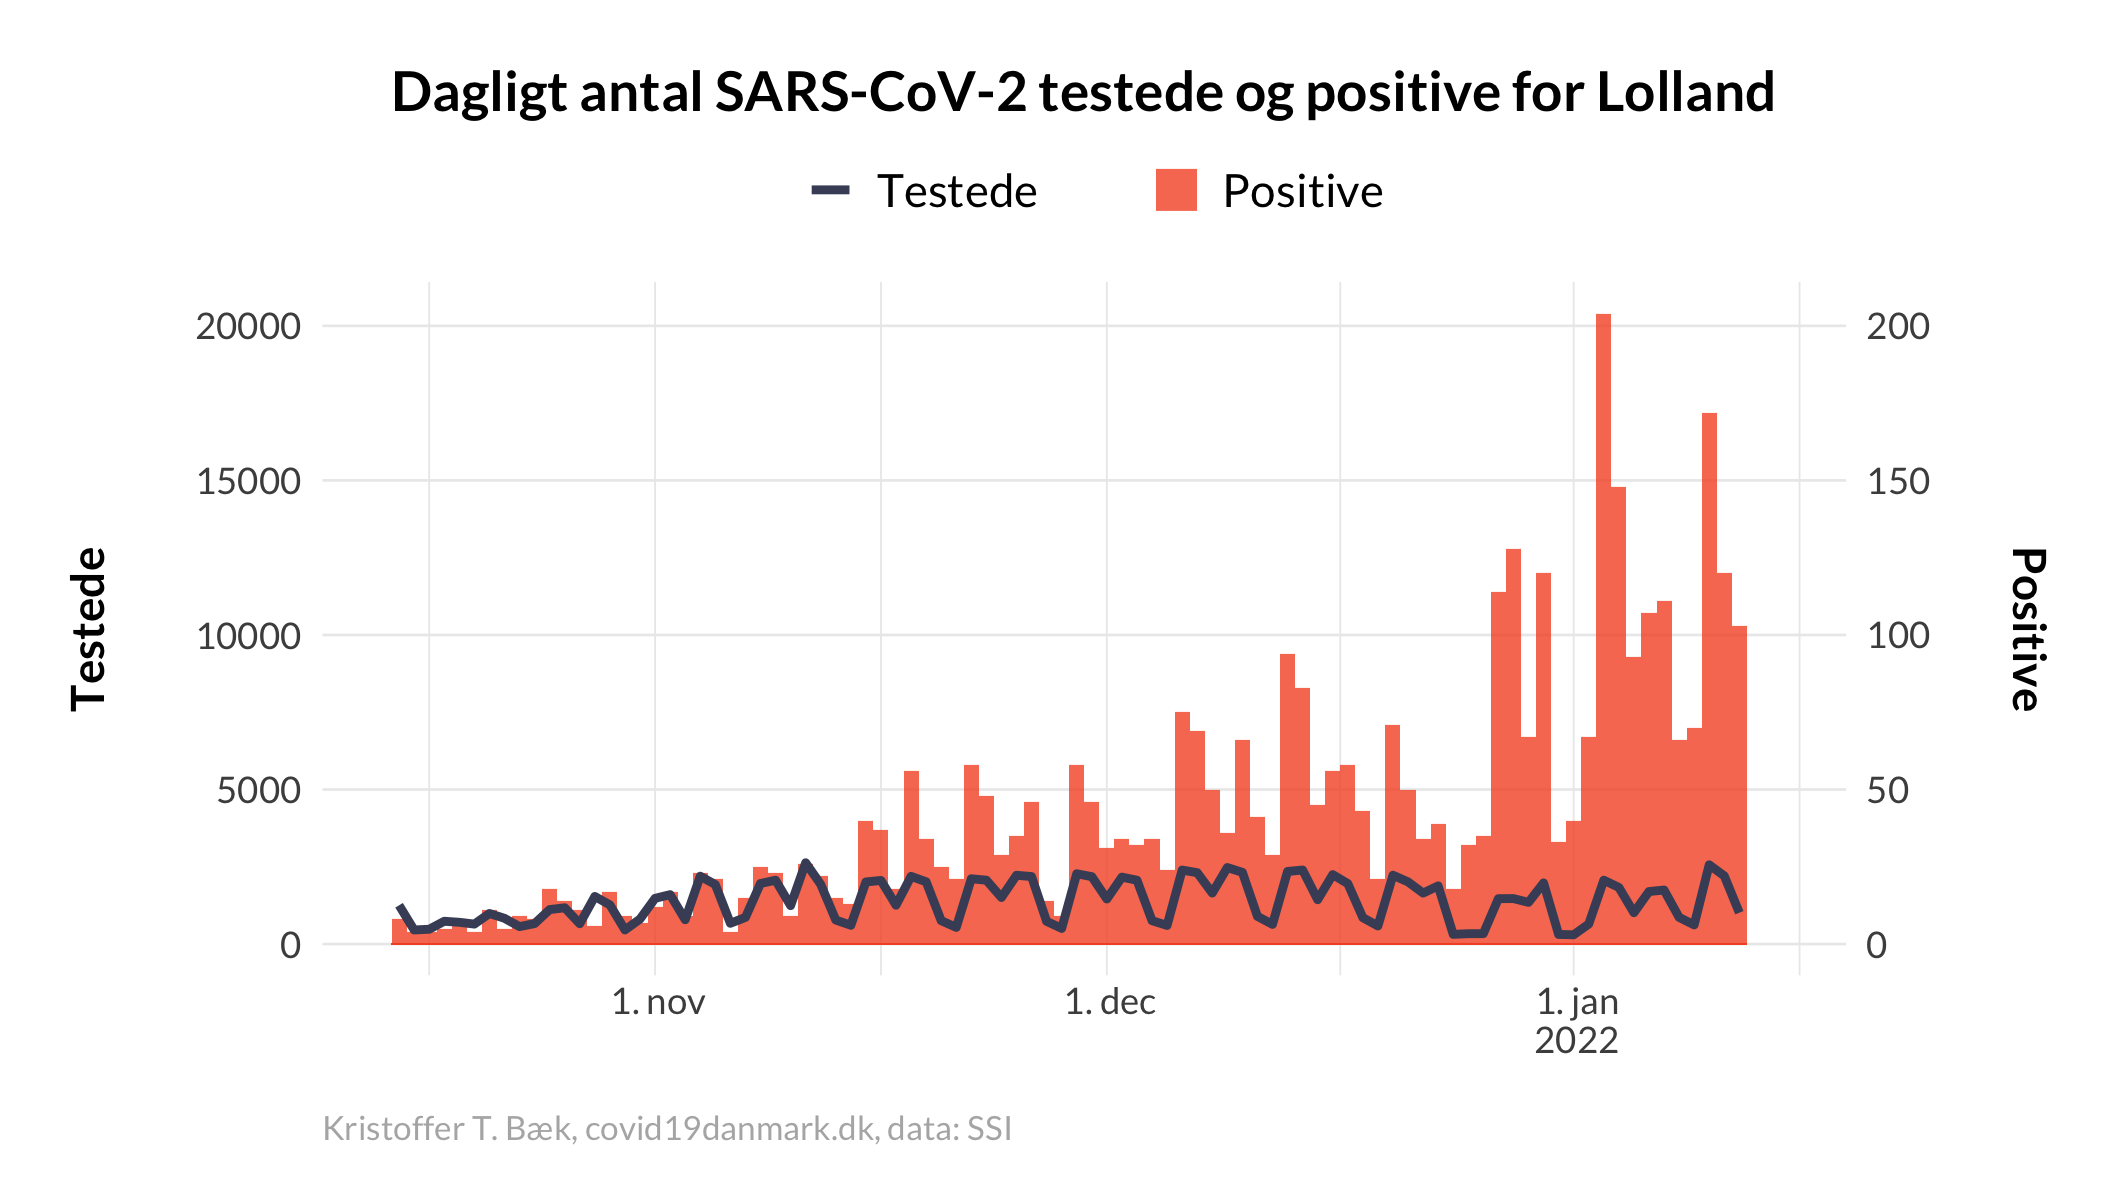 Dagligt antal SARS-CoV-2 testede og positive for Lolland
Testede
Positive
20000
15000
10000
5000
0
200
150
100
50
0
Testede
Positive
1. nov
1. dec
1. jan
2022
Kristoffer T. Bæk, covid19danmark.dk, data: SSI